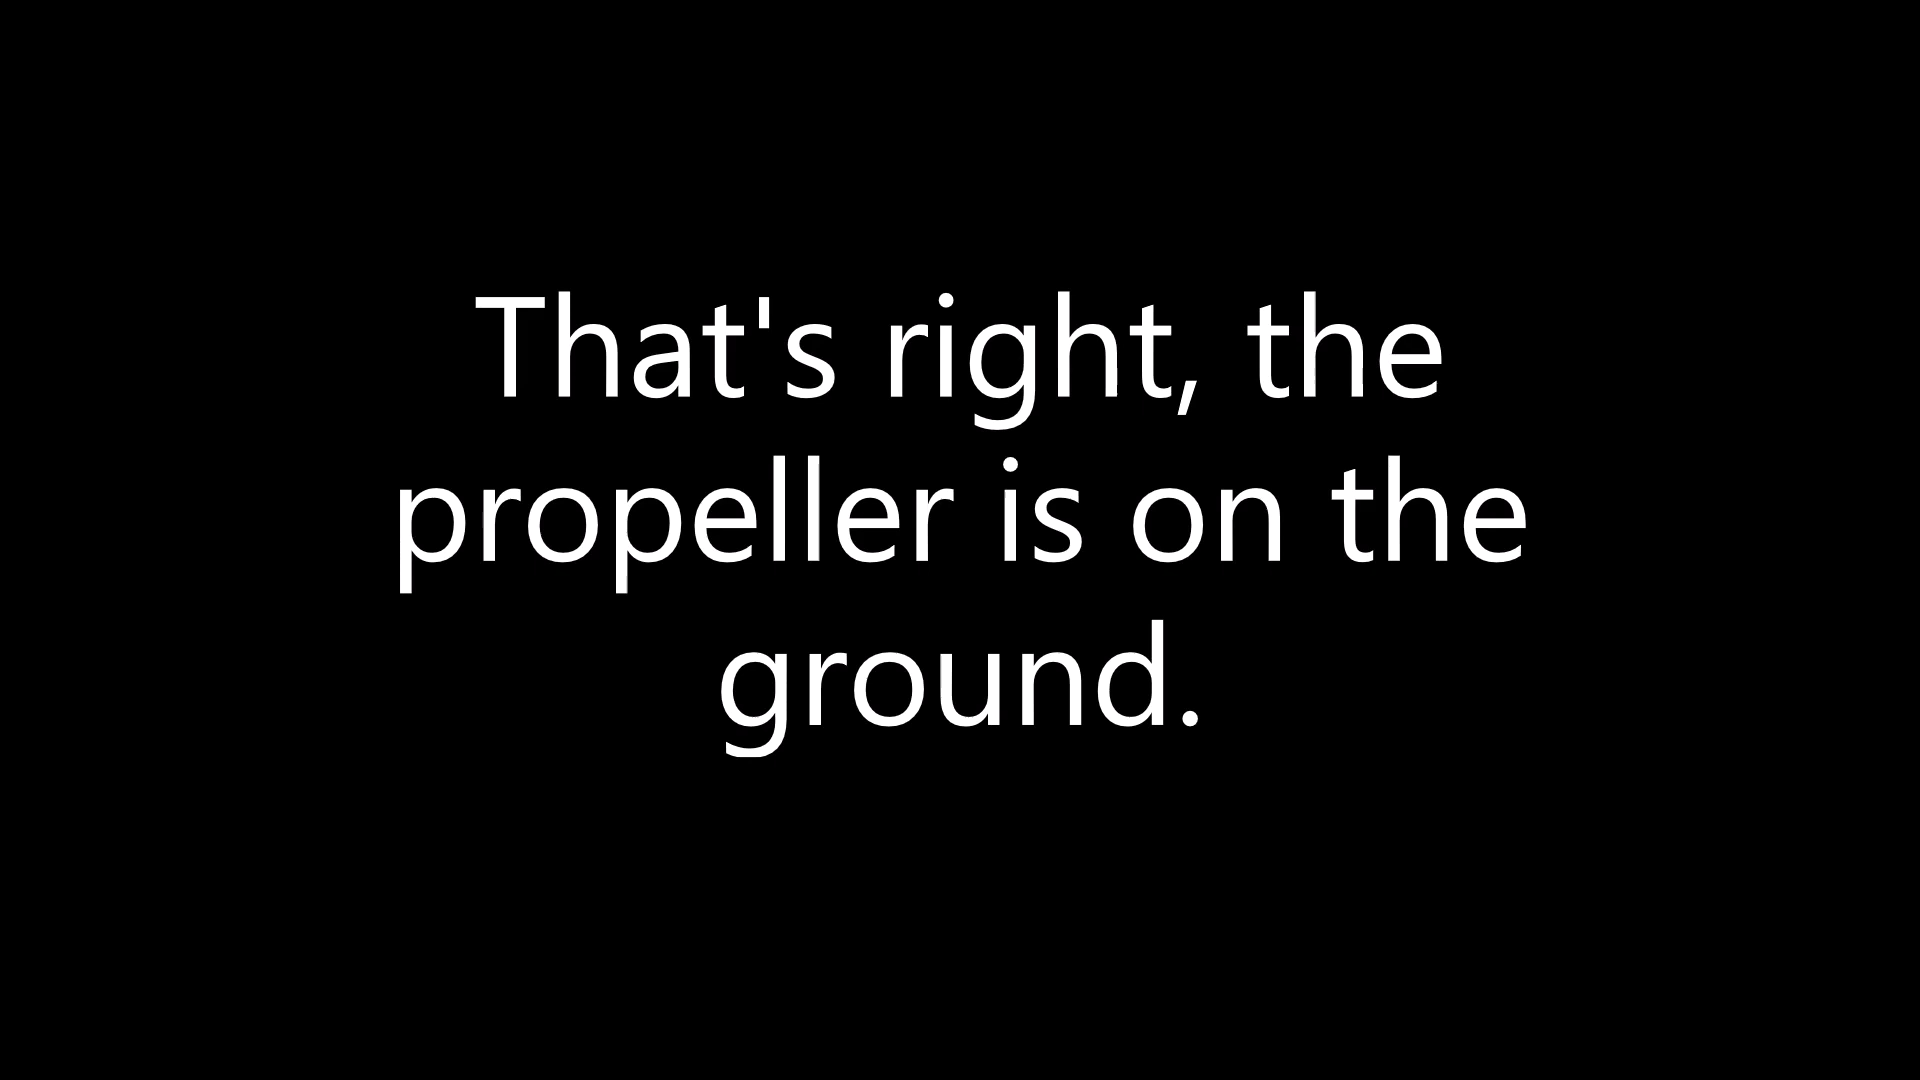 That's right, the
propeller is on the
ground.